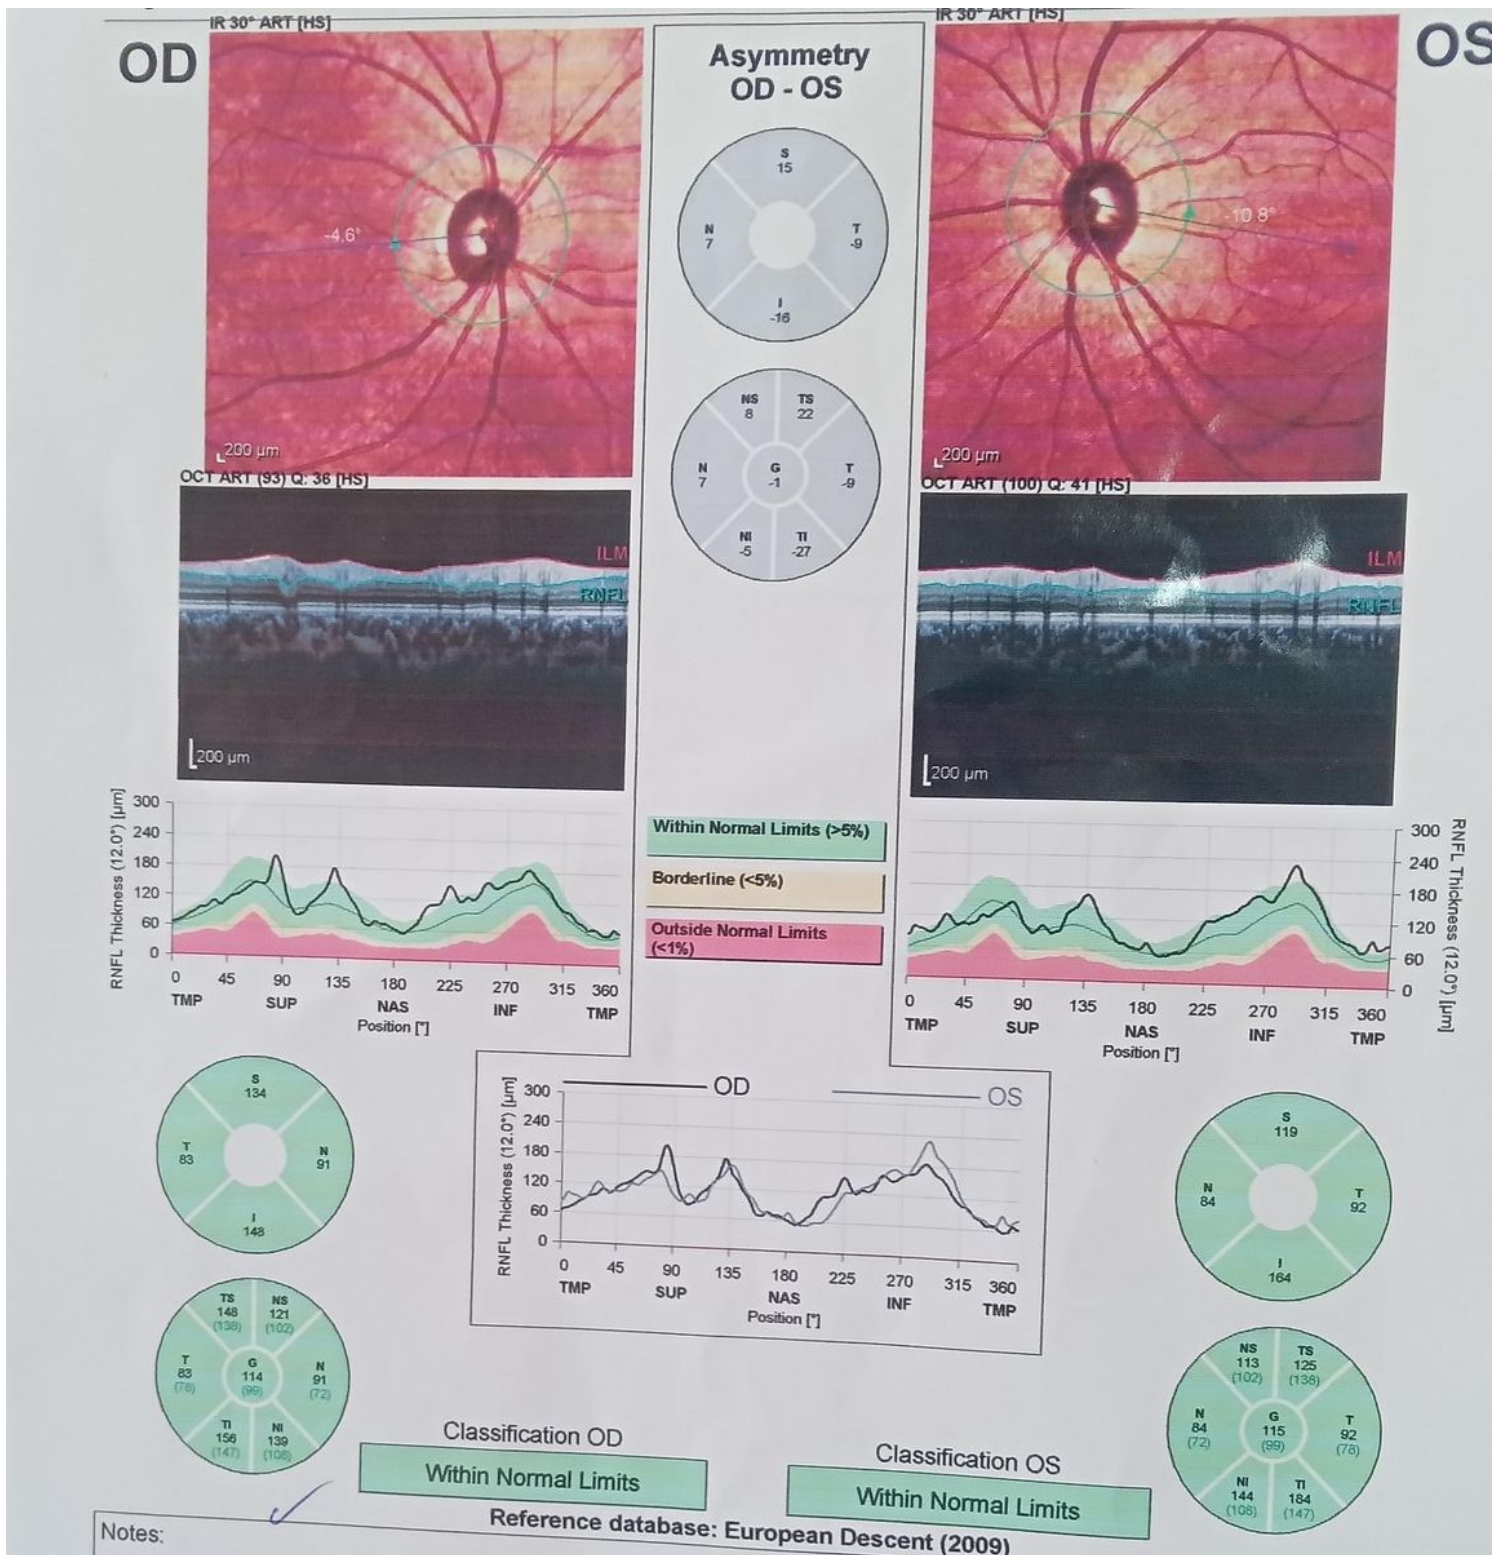 IR 30° ART [HS]
OD
-4.6°
200 µm
OCT ART (93) Q: 36 [HS]
ILM
RNFL
200 µm
Asymmetry
OD - OS
S
15
N
7
T
-9
I
-16
NS
8
TS
22
N
7
G
-1
T
-9
NI
-5
TI
-27
IR 30° ART [HS]
OS
-10.8°
200 µm
OCT ART (100) Q: 41 [HS]
ILM
RNFL
200 µm
RNFL Thickness (12.0°) [µm]
300
240
180
120
60
0
0 45 90 135 180 225 270 315 360
TMP SUP NAS INF TMP
Position [°]
Within Normal Limits (>5%)
Borderline (<5%)
Outside Normal Limits
(<1%)
300
240
180
120
60
0
RNFL Thickness (12.0°) [µm]
0 45 90 135 180 225 270 315 360
TMP SUP NAS INF TMP
Position [°]
S
134
T
83
N
91
I
148
OD OS
RNFL Thickness (12.0°) [µm]
300
240
180
120
60
0
0 45 90 135 180 225 270 315 360
TMP SUP NAS INF TMP
Position [°]
S
119
N
84
T
92
I
164
TS
148
(138)
NS
121
(102)
T
83
(78)
G
114
(99)
N
91
(72)
TI
156
(147)
NI
139
(106)
Classification OD
Within Normal Limits
Classification OS
Within Normal Limits
NS
113
(102)
TS
125
(138)
N
84
(72)
G
115
(99)
T
92
(78)
NI
144
(106)
TI
184
(147)
Notes:
Reference database: European Descent (2009)